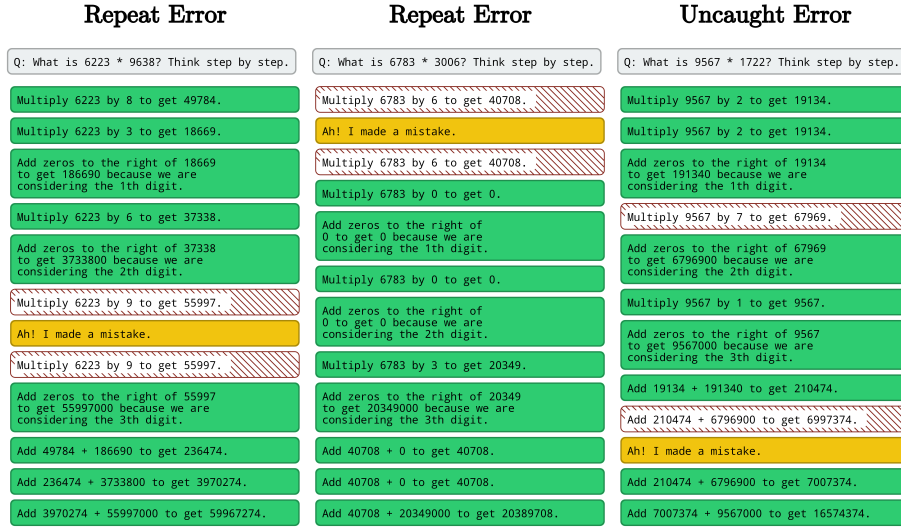 Repeat Error
Q: What is 6223 * 9638? Think step by step.
Multiply 6223 by 8 to get 49784.
Multiply 6223 by 3 to get 18669.
Add zeros to the right of 18669
to get 186690 because we are
considering the 1th digit.
Multiply 6223 by 6 to get 37338.
Add zeros to the right of 37338
to get 3733800 because we are
considering the 2th digit.
Multiply 6223 by 9 to get 55997.
Ah! I made a mistake.
Multiply 6223 by 9 to get 55997.
Add zeros to the right of 55997
to get 55997000 because we are
considering the 3th digit.
Add 49784 + 186690 to get 236474.
Add 236474 + 3733800 to get 3970274.
Add 3970274 + 55997000 to get 59967274.
Repeat Error
Q: What is 6783 * 3006? Think step by step.
Multiply 6783 by 6 to get 40708.
Ah! I made a mistake.
Multiply 6783 by 6 to get 40708.
Multiply 6783 by 0 to get 0.
Add zeros to the right of
0 to get 0 because we are
considering the 1th digit.
Multiply 6783 by 0 to get 0.
Add zeros to the right of
0 to get 0 because we are
considering the 2th digit.
Multiply 6783 by 3 to get 20349.
Add zeros to the right of 20349
to get 20349000 because we are
considering the 3th digit.
Add 40708 + 0 to get 40708.
Add 40708 + 0 to get 40708.
Add 40708 + 20349000 to get 20389708.
Uncaught Error
Q: What is 9567 * 1722? Think step by step.
Multiply 9567 by 2 to get 19134.
Multiply 9567 by 2 to get 19134.
Add zeros to the right of 19134
to get 191340 because we are
considering the 1th digit.
Multiply 9567 by 7 to get 67969.
Add zeros to the right of 67969
to get 6796900 because we are
considering the 2th digit.
Multiply 9567 by 1 to get 9567.
Add zeros to the right of 9567
to get 9567000 because we are
considering the 3th digit.
Add 19134 + 191340 to get 210474.
Add 210474 + 6796900 to get 6997374.
Ah! I made a mistake.
Add 210474 + 6796900 to get 7007374.
Add 7007374 + 9567000 to get 16574374.